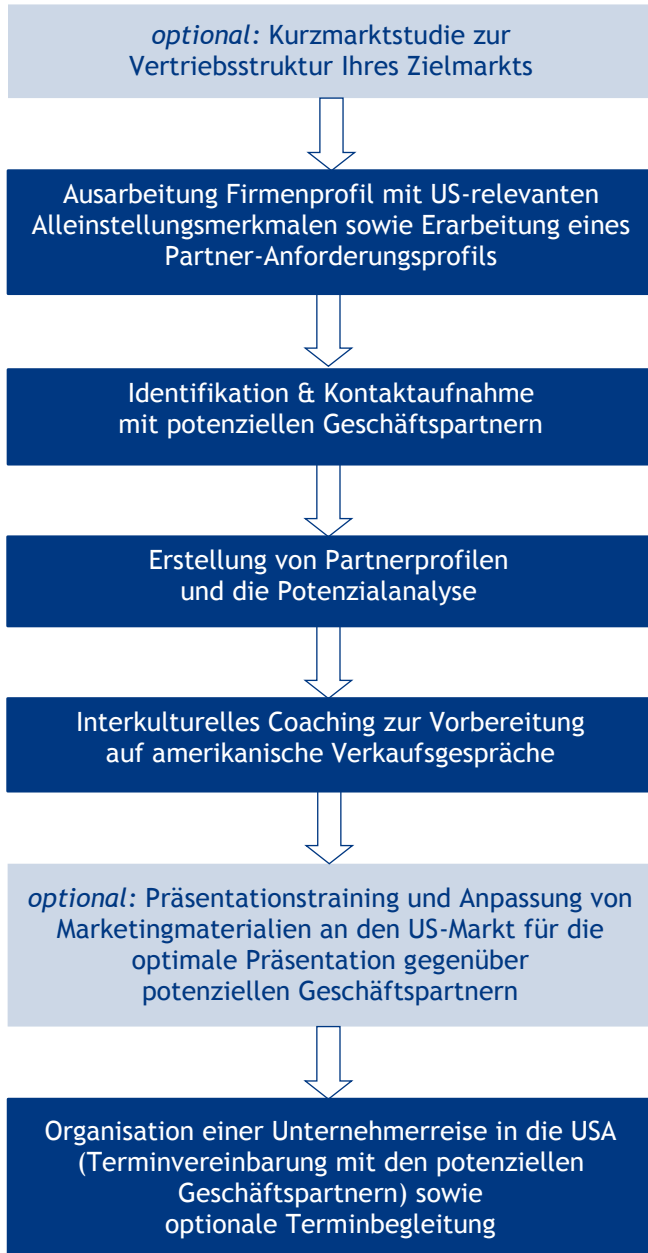 optional: Kurzmarktstudie zur
Vertriebsstruktur Ihres Zielmarkts
Ausarbeitung Firmenprofil mit US-relevanten
Alleinstellungsmerkmalen sowie Erarbeitung eines
Partner-Anforderungsprofils
Identifikation & Kontaktaufnahme
mit potenziellen Geschäftspartnern
Erstellung von Partnerprofilen
und die Potenzialanalyse
Interkulturelles Coaching zur Vorbereitung
auf amerikanische Verkaufsgespräche
optional: Präsentationstraining und Anpassung von
Marketingmaterialien an den US-Markt für die
optimale Präsentation gegenüber
potenziellen Geschäftspartnern
Organisation einer Unternehmerreise in die USA
(Terminvereinbarung mit den potenziellen
Geschäftspartnern) sowie
optionale Terminbegleitung